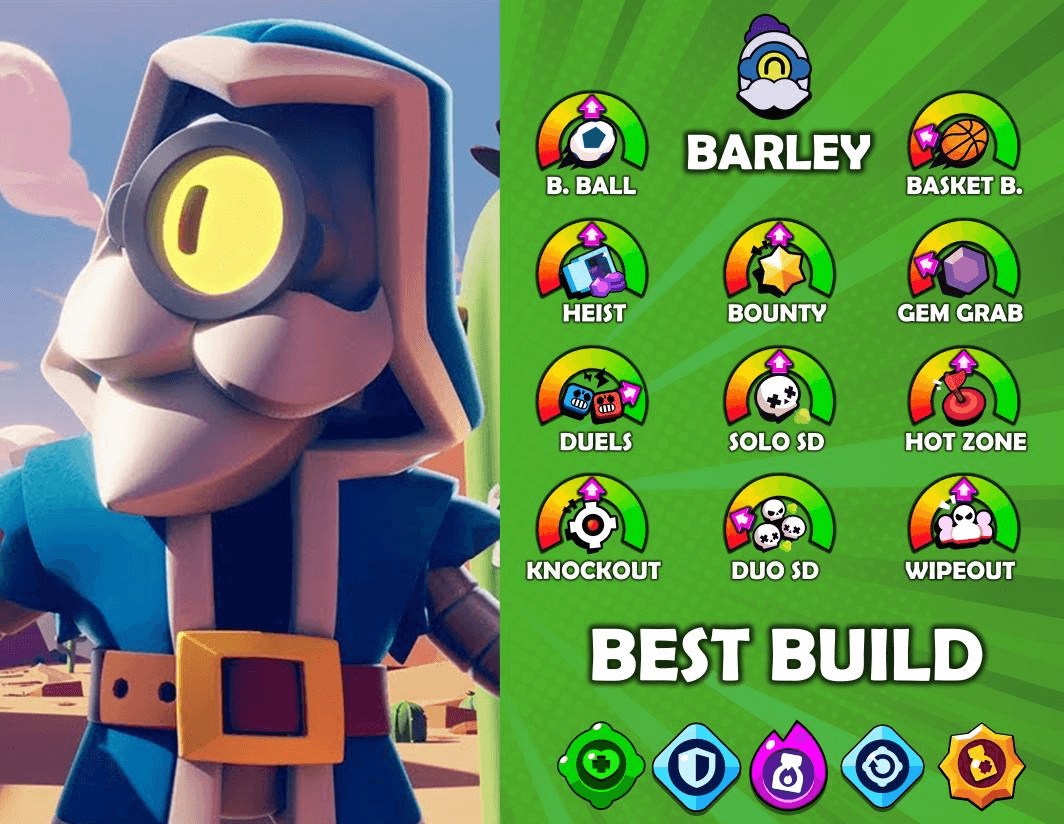 BARLEY
B. BALL
BASKET B.
HEIST
BOUNTY
GEM GRAB
DUELS
SOLO SD
HOT ZONE
KNOCKOUT
DUO SD
WIPEOUT
BEST BUILD